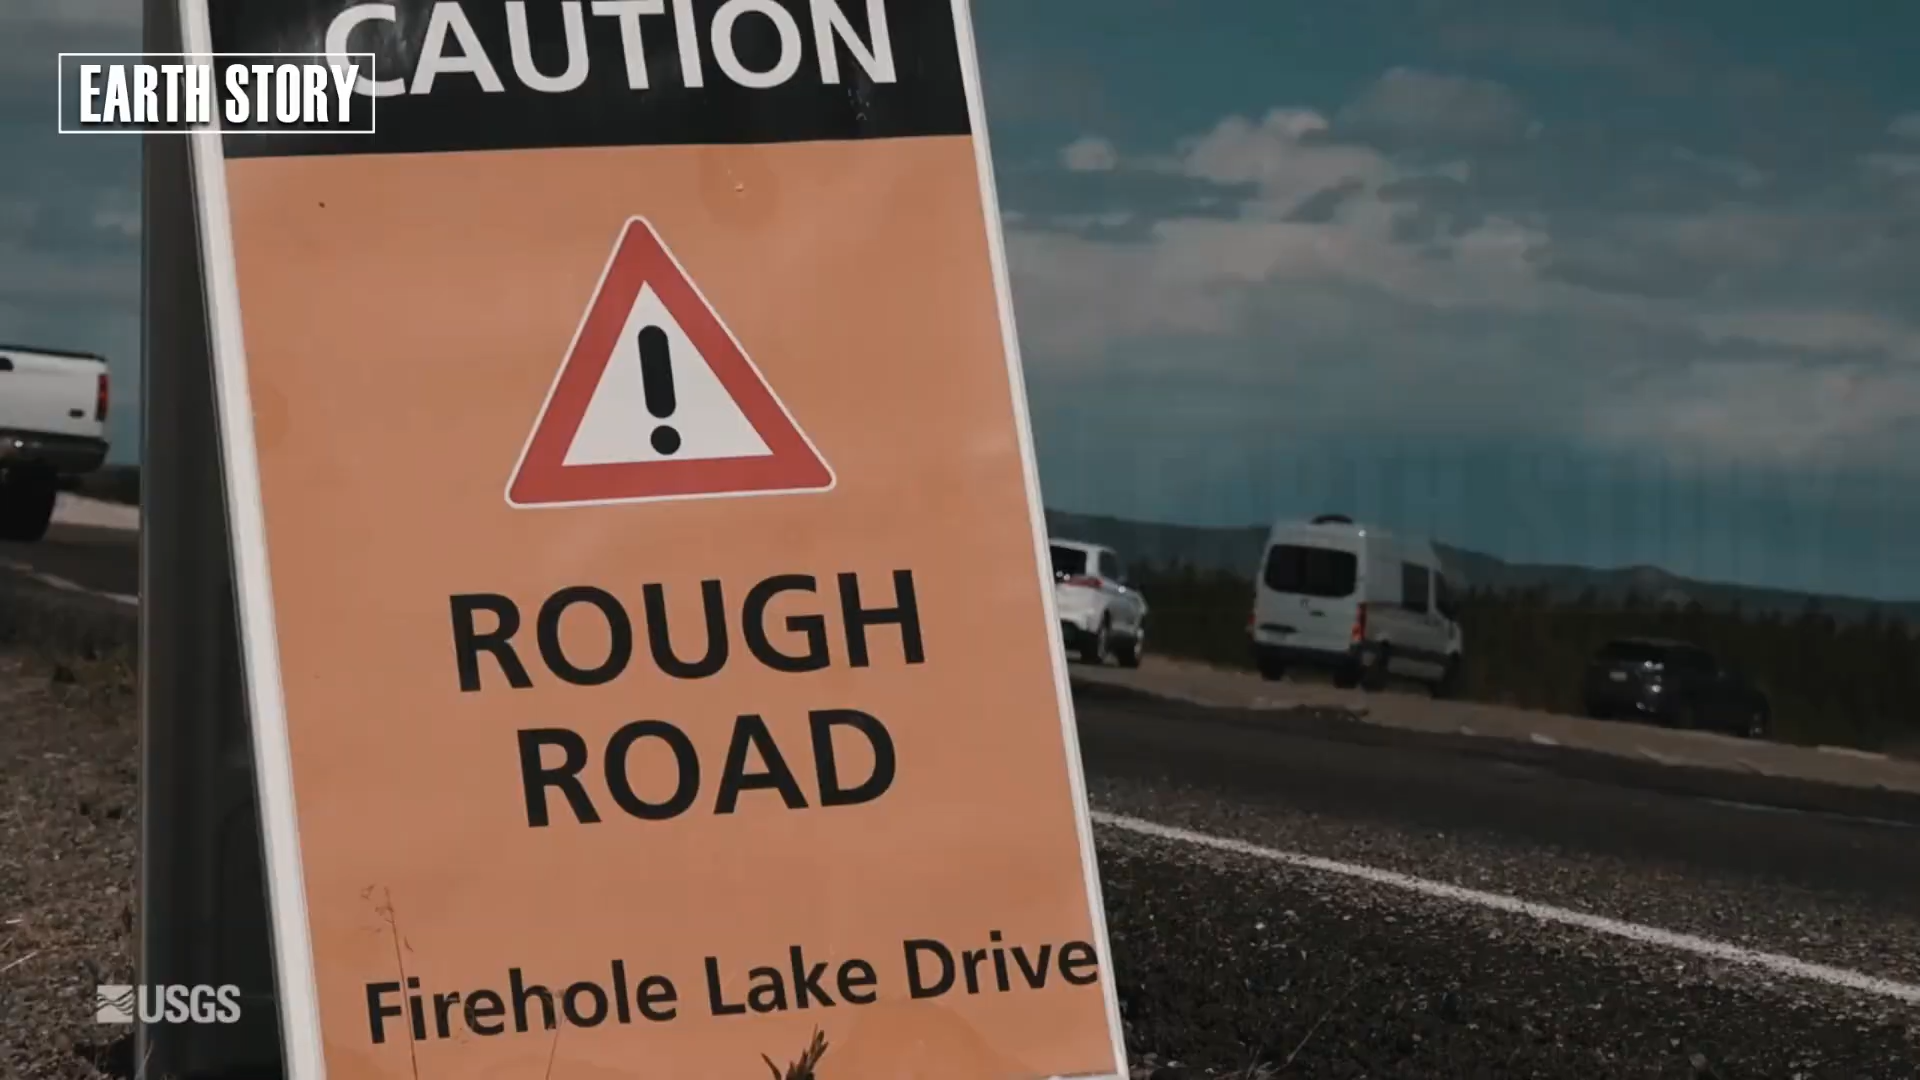 CAUTION
EARTH STORY
!
ROUGH
ROAD
Firehole Lake Drive
USGS